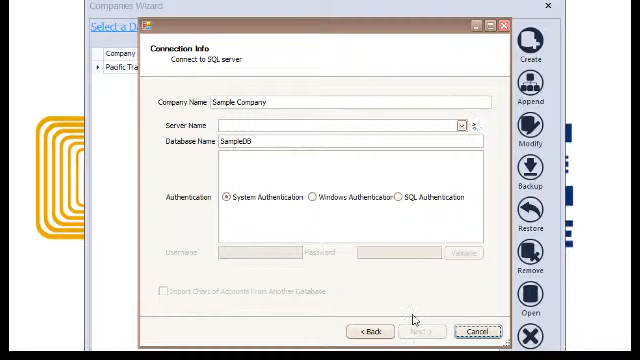 Companies Wizard
Select a Da
Company
Pacific Tra
Connection Info
Connect to SQL server
Company Name Sample Company
Server Name
Database Name SampleDB
Authentication System Authentication Windows Authentication SQL Authentication
Username Password Validate
Import Chars of Accounts From Another Database
< Back Next > Cancel
Create
Append
Modify
Backup
Restore
Remove
Open